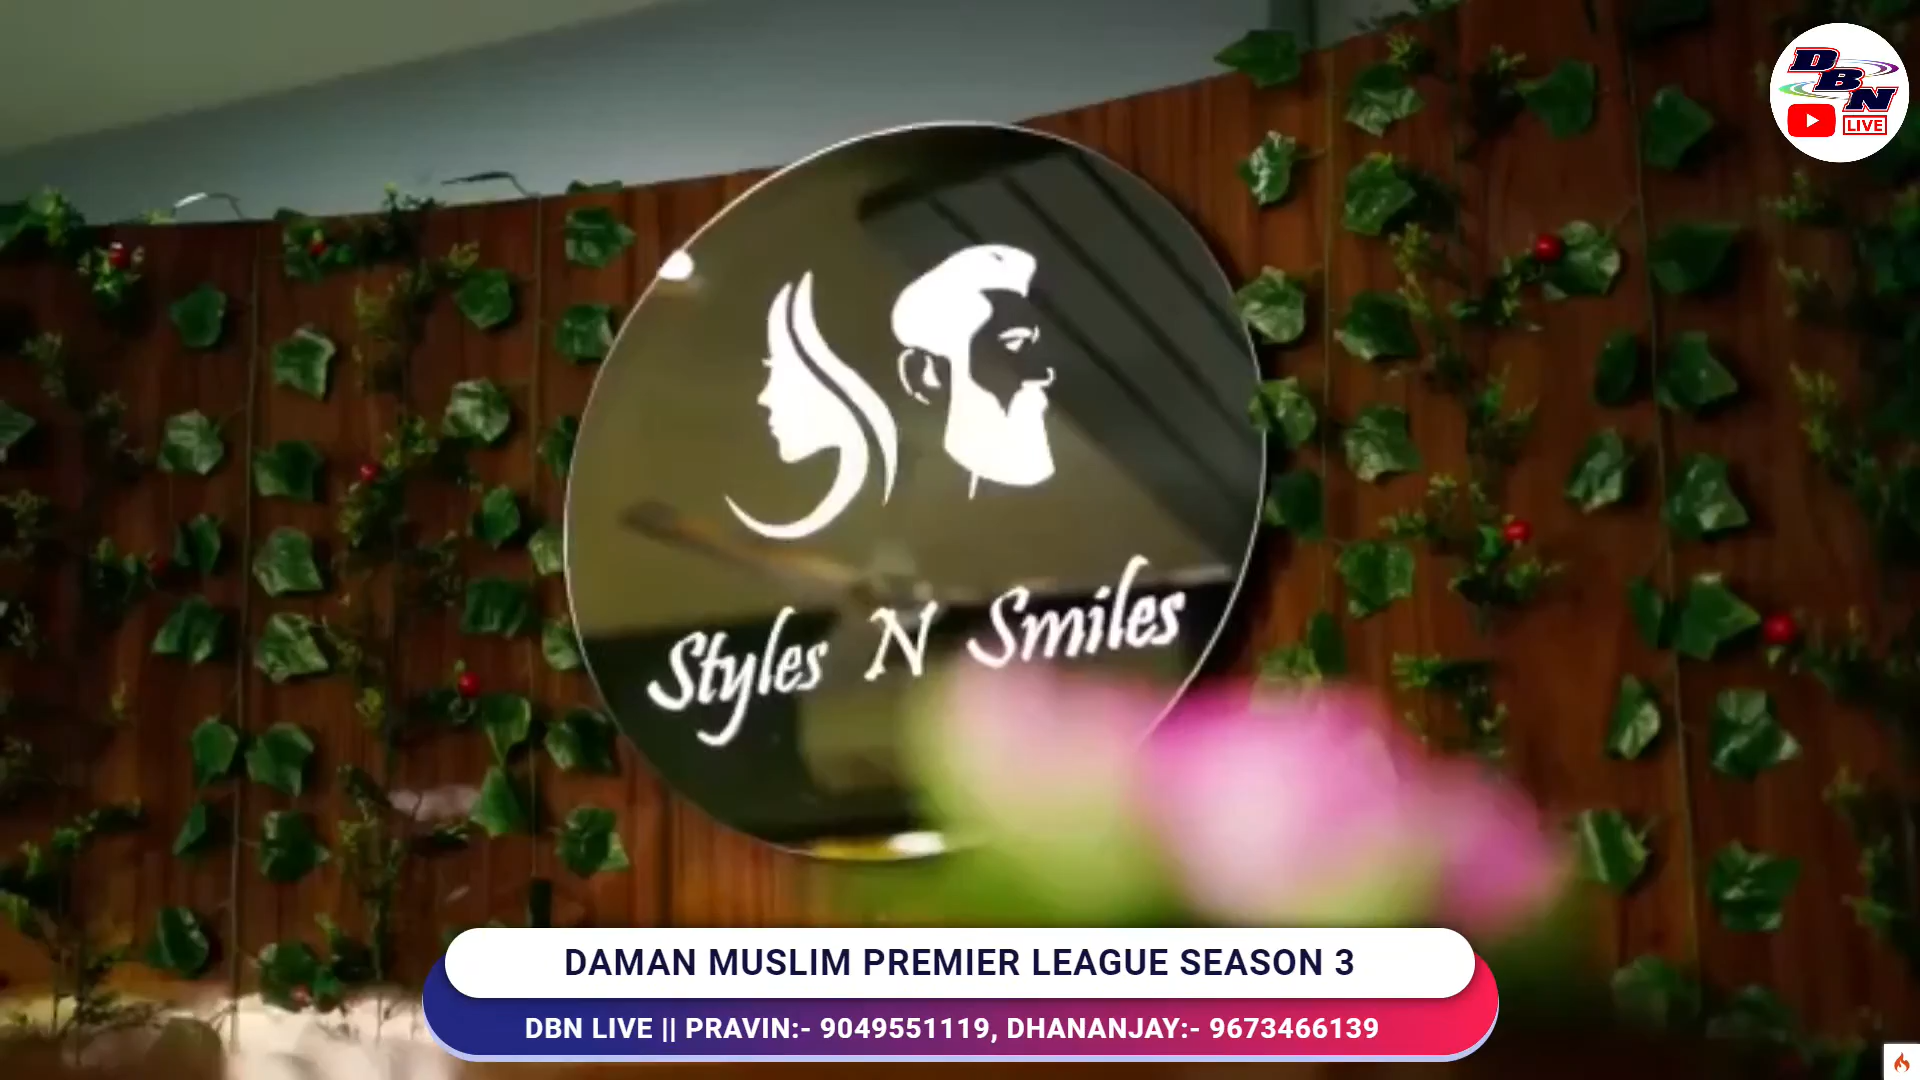 DBN
LIVE
Styles N Smiles
DAMAN MUSLIM PREMIER LEAGUE SEASON 3
DBN LIVE || PRAVIN:- 9049551119, DHANANJAY:- 9673466139